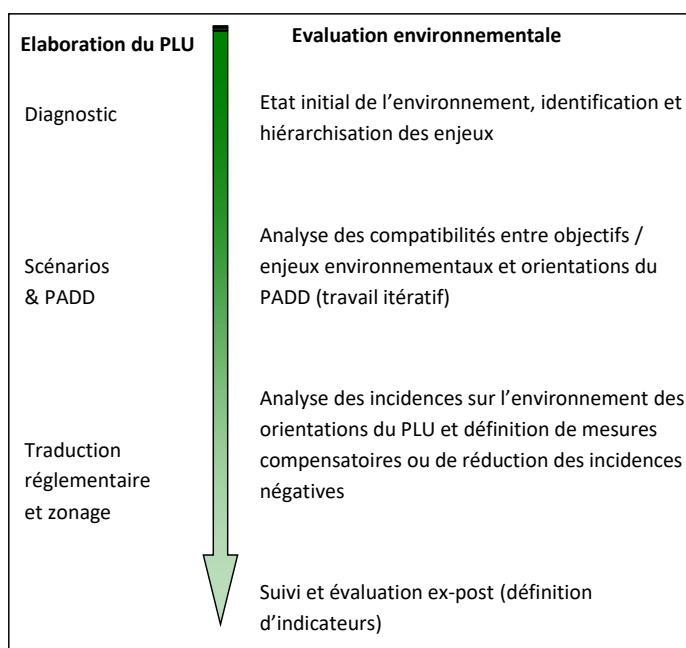 Elaboration du PLU
Evaluation environnementale
Diagnostic
Etat initial de l'environnement, identification et
hiérarchisation des enjeux
Scénarios
& PADD
Analyse des compatibilités entre objectifs /
enjeux environnementaux et orientations du
PADD (travail itératif)
Traduction
réglementaire
et zonage
Analyse des incidences sur l'environnement des
orientations du PLU et définition de mesures
compensatoires ou de réduction des incidences
négatives
Suivi et évaluation ex-post (définition
d'indicateurs)